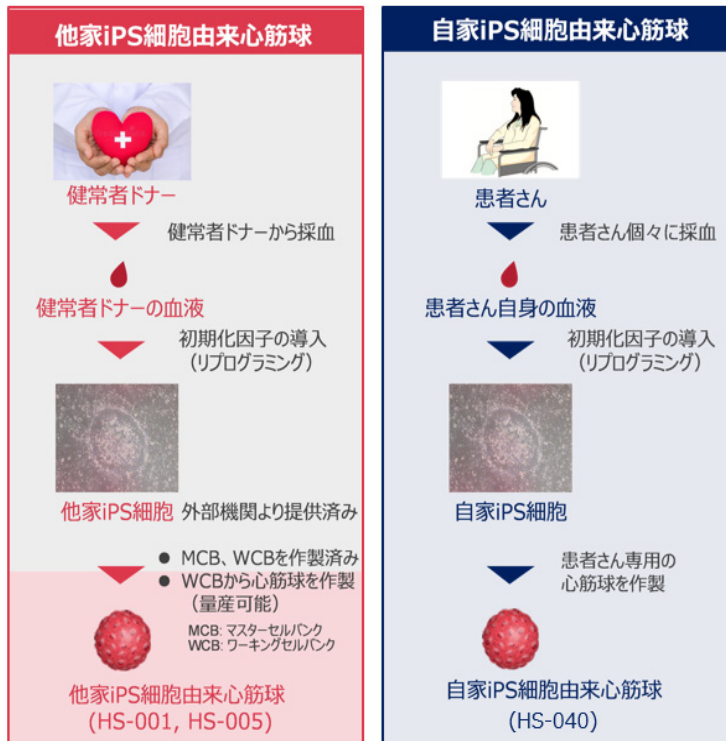 他家iPS細胞由来心筋球
健常者ドナー
健常者ドナーから採血
健常者ドナーの血液
初期化因子の導入
(リプログラミング)
他家iPS細胞 外部機関より提供済み
● MCB、WCBを作製済み
● WCBから心筋球を作製
(量産可能)
MCB: マスターセルバンク
WCB: ワーキングセルバンク
他家iPS細胞由来心筋球
(HS-001, HS-005)
自家iPS細胞由来心筋球
患者さん
患者さん個々に採血
患者さん自身の血液
初期化因子の導入
(リプログラミング)
自家iPS細胞
患者さん専用の
心筋球を作製
自家iPS細胞由来心筋球
(HS-040)